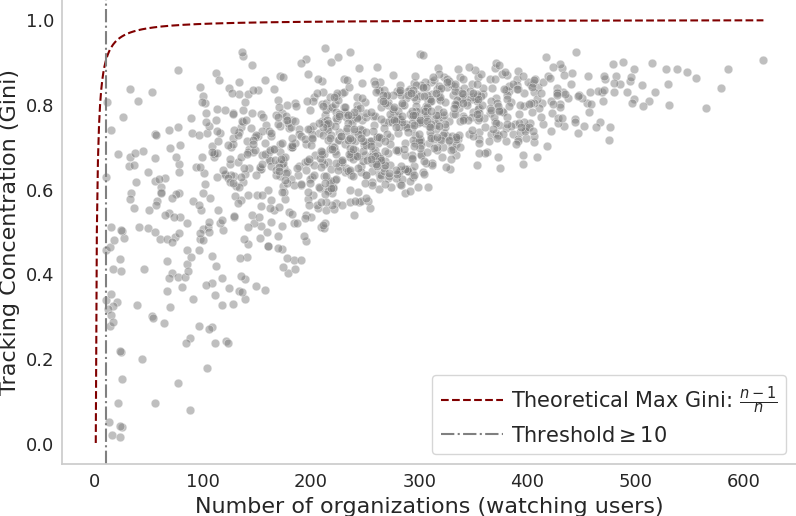 Tracking Concentration (Gini)
1.0
0.8
0.6
0.4
0.2
0.0
Theoretical Max Gini: \frac{n-1}{n}
Threshold ≥ 10
0 100 200 300 400 500 600
Number of organizations (watching users)